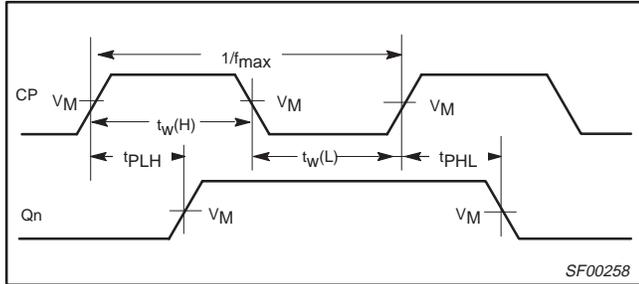 1/fmax
CP VM VM VM
tw(H)
tPLH tw(L) tPHL
Qn VM VM
SF00258